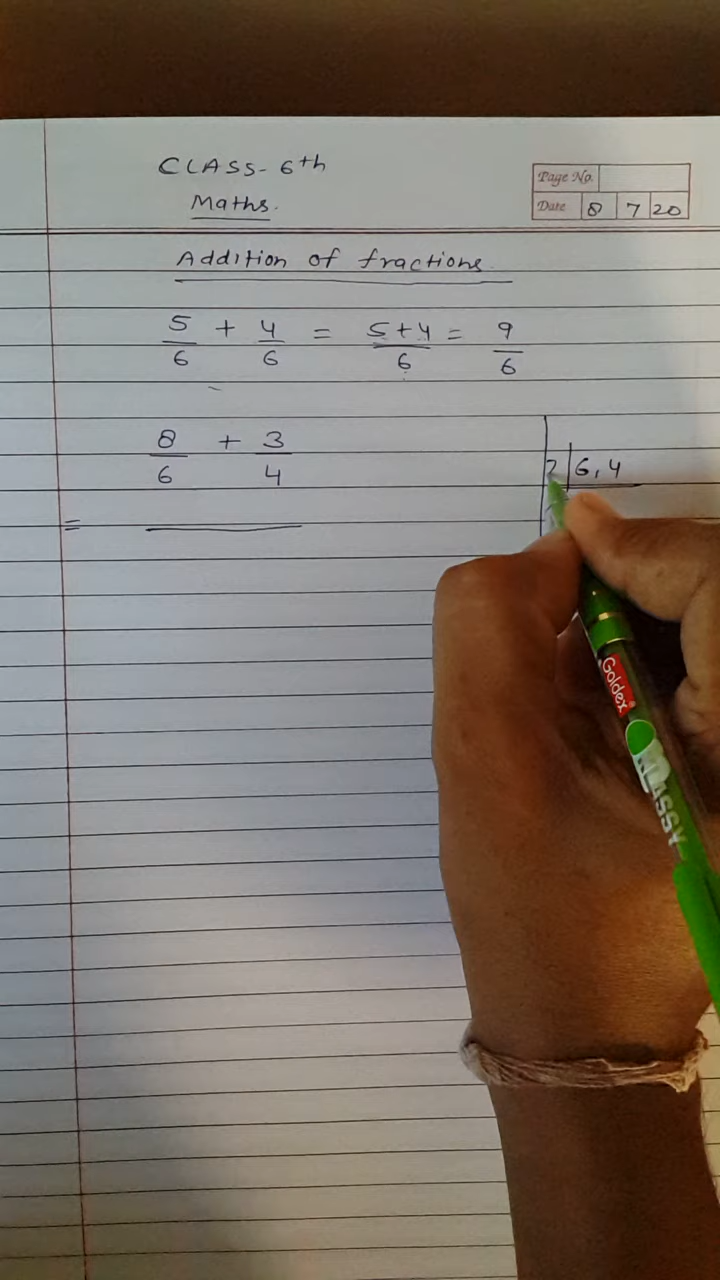 CLASS- 6th
Maths.
Page No.
Date 8 7 20
Addition of fractions
5/6 + 4/6 = 5+4/6 = 9/6
8/6 + 3/4
2 | 6, 4
=
Goldex
KLASSY